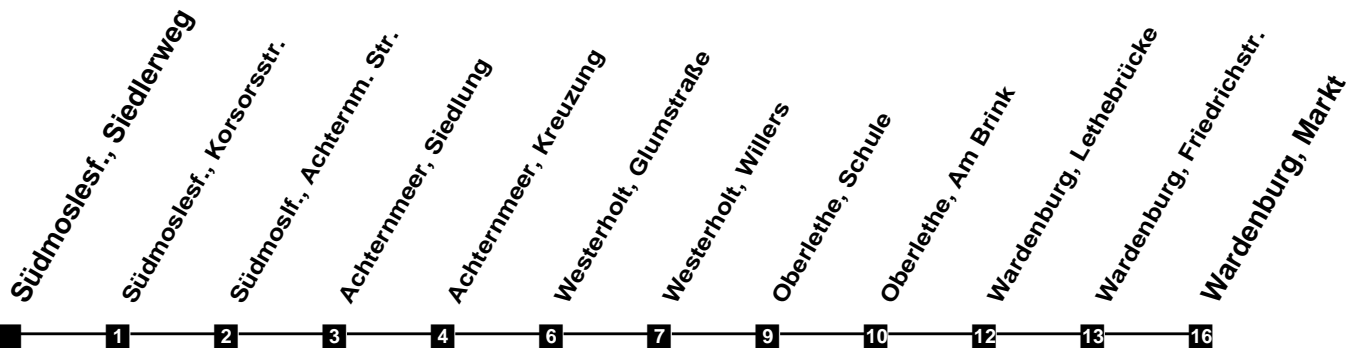 Südmoslesf., Siedlerweg
Südmoslesf., Korsorsstr.
Südmoslf., Achternm. Str.
Achternmeer, Siedlung
Achternmeer, Kreuzung
Westerholt, Glumstraße
Westerholt, Willers
Oberlethe, Schule
Oberlethe, Am Brink
Wardenburg, Lethebrücke
Wardenburg, Friedrichstr.
Wardenburg, Markt
1 2 3 4 6 7 9 10 12 13 16